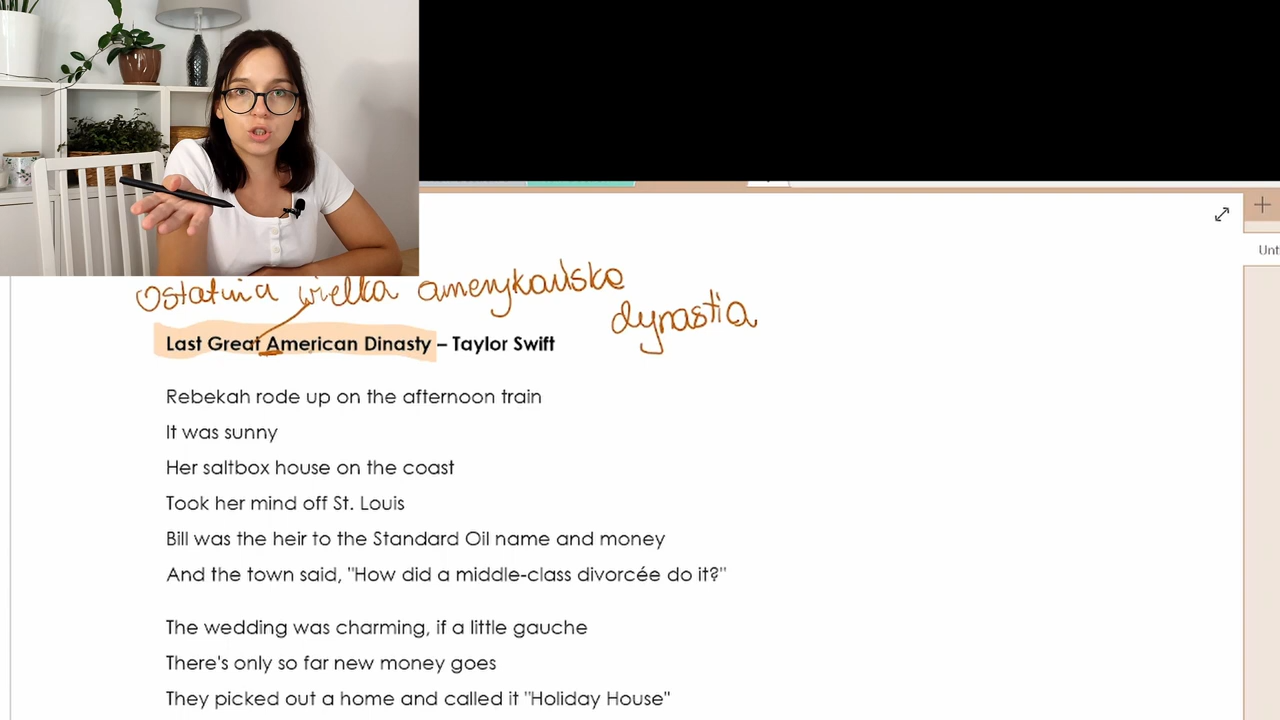 Unt
Ostatnia wielka amerykańska
dynastia
Last Great American Dinasty – Taylor Swift
Rebekah rode up on the afternoon train
It was sunny
Her saltbox house on the coast
Took her mind off St. Louis
Bill was the heir to the Standard Oil name and money
And the town said, "How did a middle-class divorcée do it?"
The wedding was charming, if a little gauche
There's only so far new money goes
They picked out a home and called it "Holiday House"